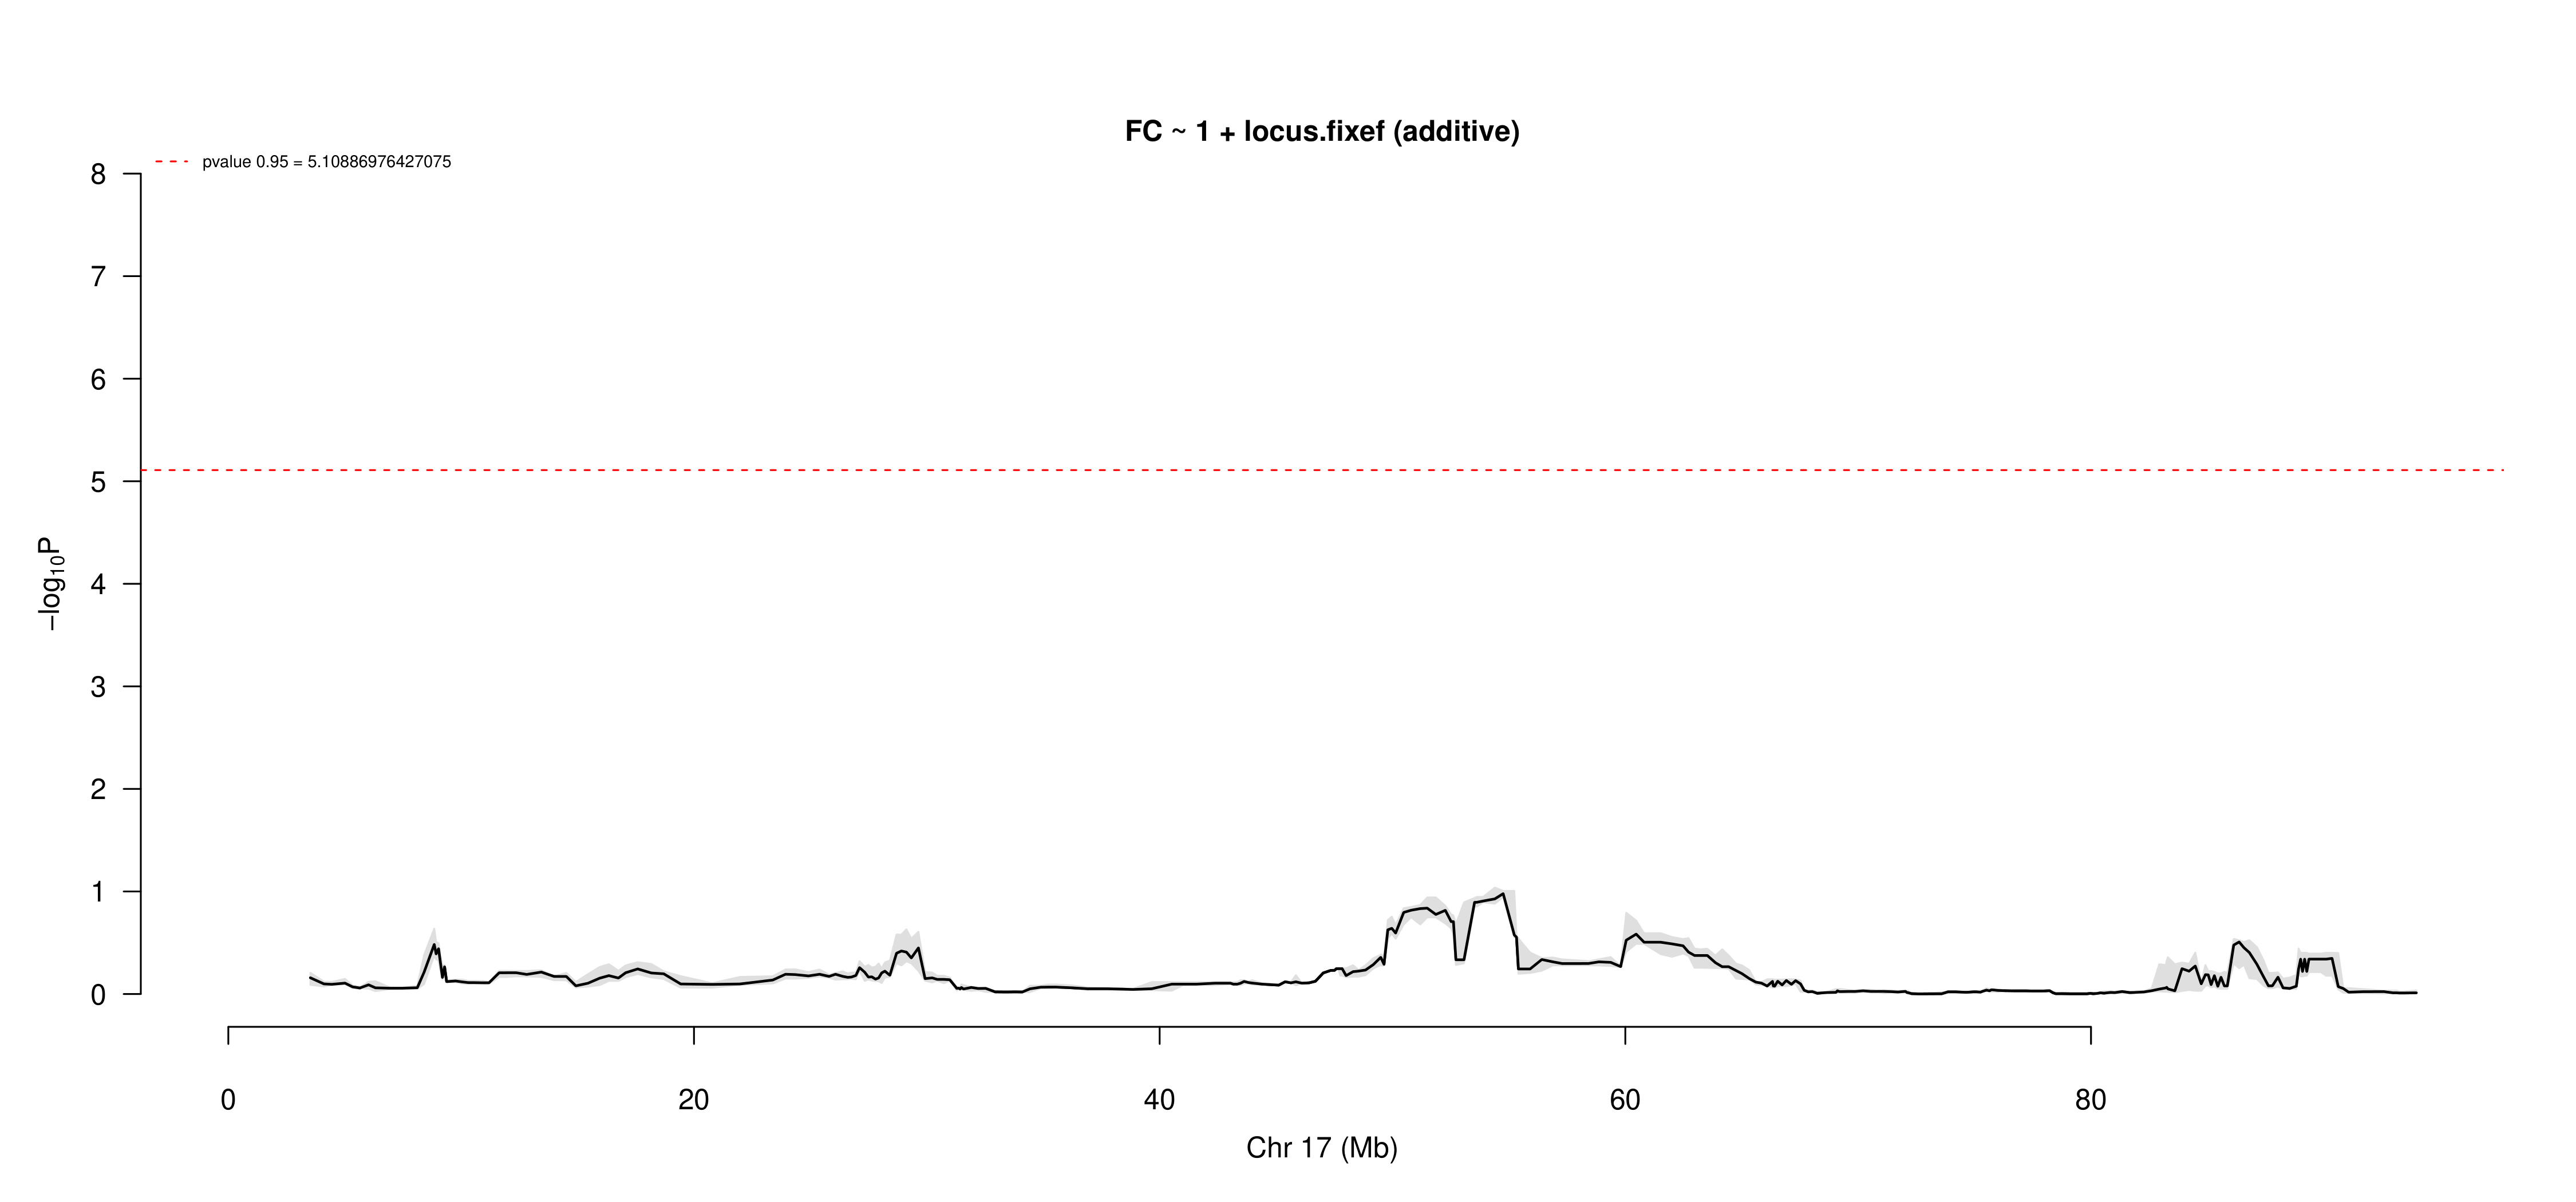 FC ~ 1 + locus.fixef (additive)
pvalue 0.95 = 5.10886976427075
8
7
6
5
4
3
2
1
0
−log10P
0 20 40 60 80
Chr 17 (Mb)